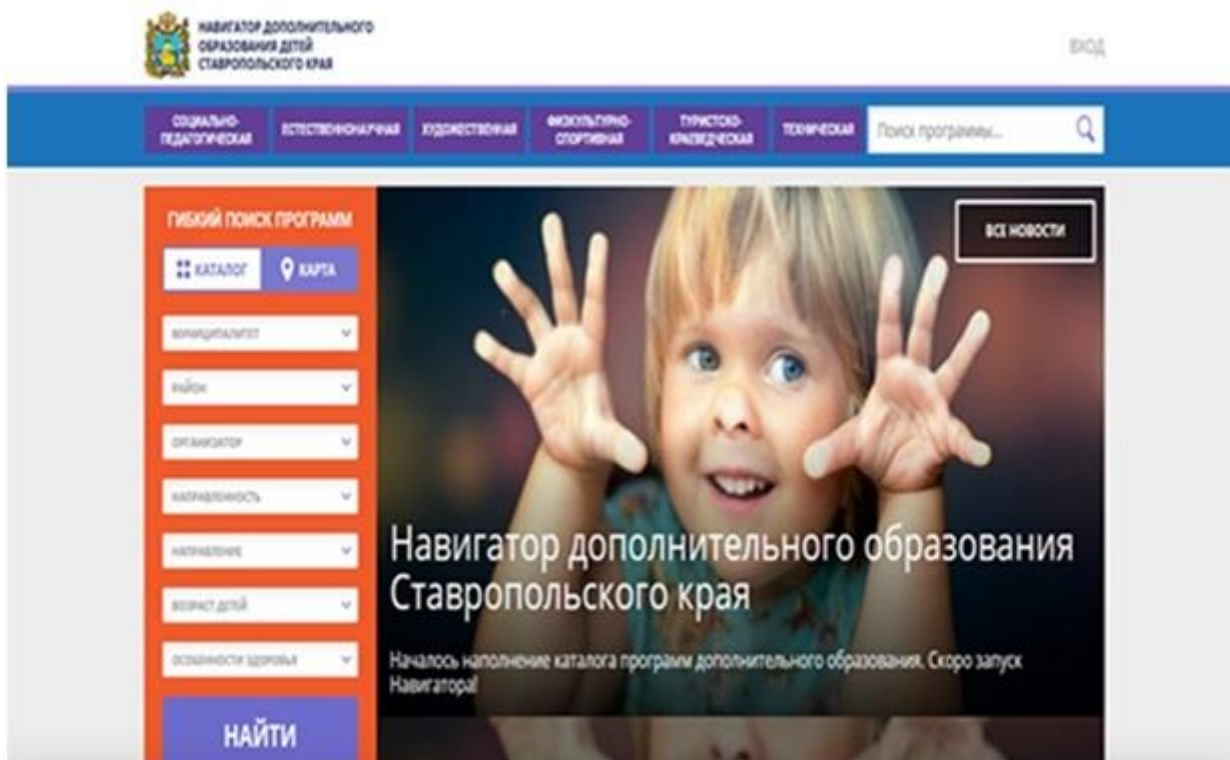 НАВИГАТОР ДОПОЛНИТЕЛЬНОГО
ОБРАЗОВАНИЯ ДЕТЕЙ
СТАВРОПОЛЬСКОГО КРАЯ
ВХОД
СОЦИАЛЬНО-
ПЕДАГОГИЧЕСКАЯ
ЕСТЕСТВЕННОНАУЧНАЯ
ХУДОЖЕСТВЕННАЯ
ФИЗКУЛЬТУРНО-
СПОРТИВНАЯ
ТУРИСТСКО-
КРАЕВЕДЧЕСКАЯ
ТЕХНИЧЕСКАЯ
Поиск программы...
ГИБКИЙ ПОИСК ПРОГРАММ
КАТАЛОГ
КАРТА
МУНИЦИПАЛИТЕТ
РАЙОН
ОРГАНИЗАТОР
НАПРАВЛЕННОСТЬ
НАПРАВЛЕНИЕ
ВОЗРАСТ ДЕТЕЙ
ОСОБЕННОСТИ ЗДОРОВЬЯ
НАЙТИ
ВСЕ НОВОСТИ
Навигатор дополнительного образования
Ставропольского края
Началось наполнение каталога программ дополнительного образования. Скоро запуск
Навигатора!